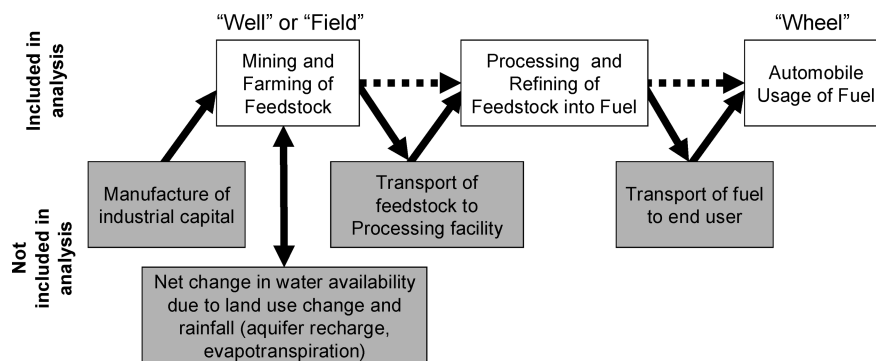 “Well” or “Field”
“Wheel”
Included in
analysis
Mining and
Farming of
Feedstock
Processing and
Refining of
Feedstock into Fuel
Automobile
Usage of Fuel
Not
included in
analysis
Manufacture of
industrial capital
Transport of
feedstock to
Processing facility
Transport of fuel
to end user
Net change in water availability
due to land use change and
rainfall (aquifer recharge,
evapotranspiration)